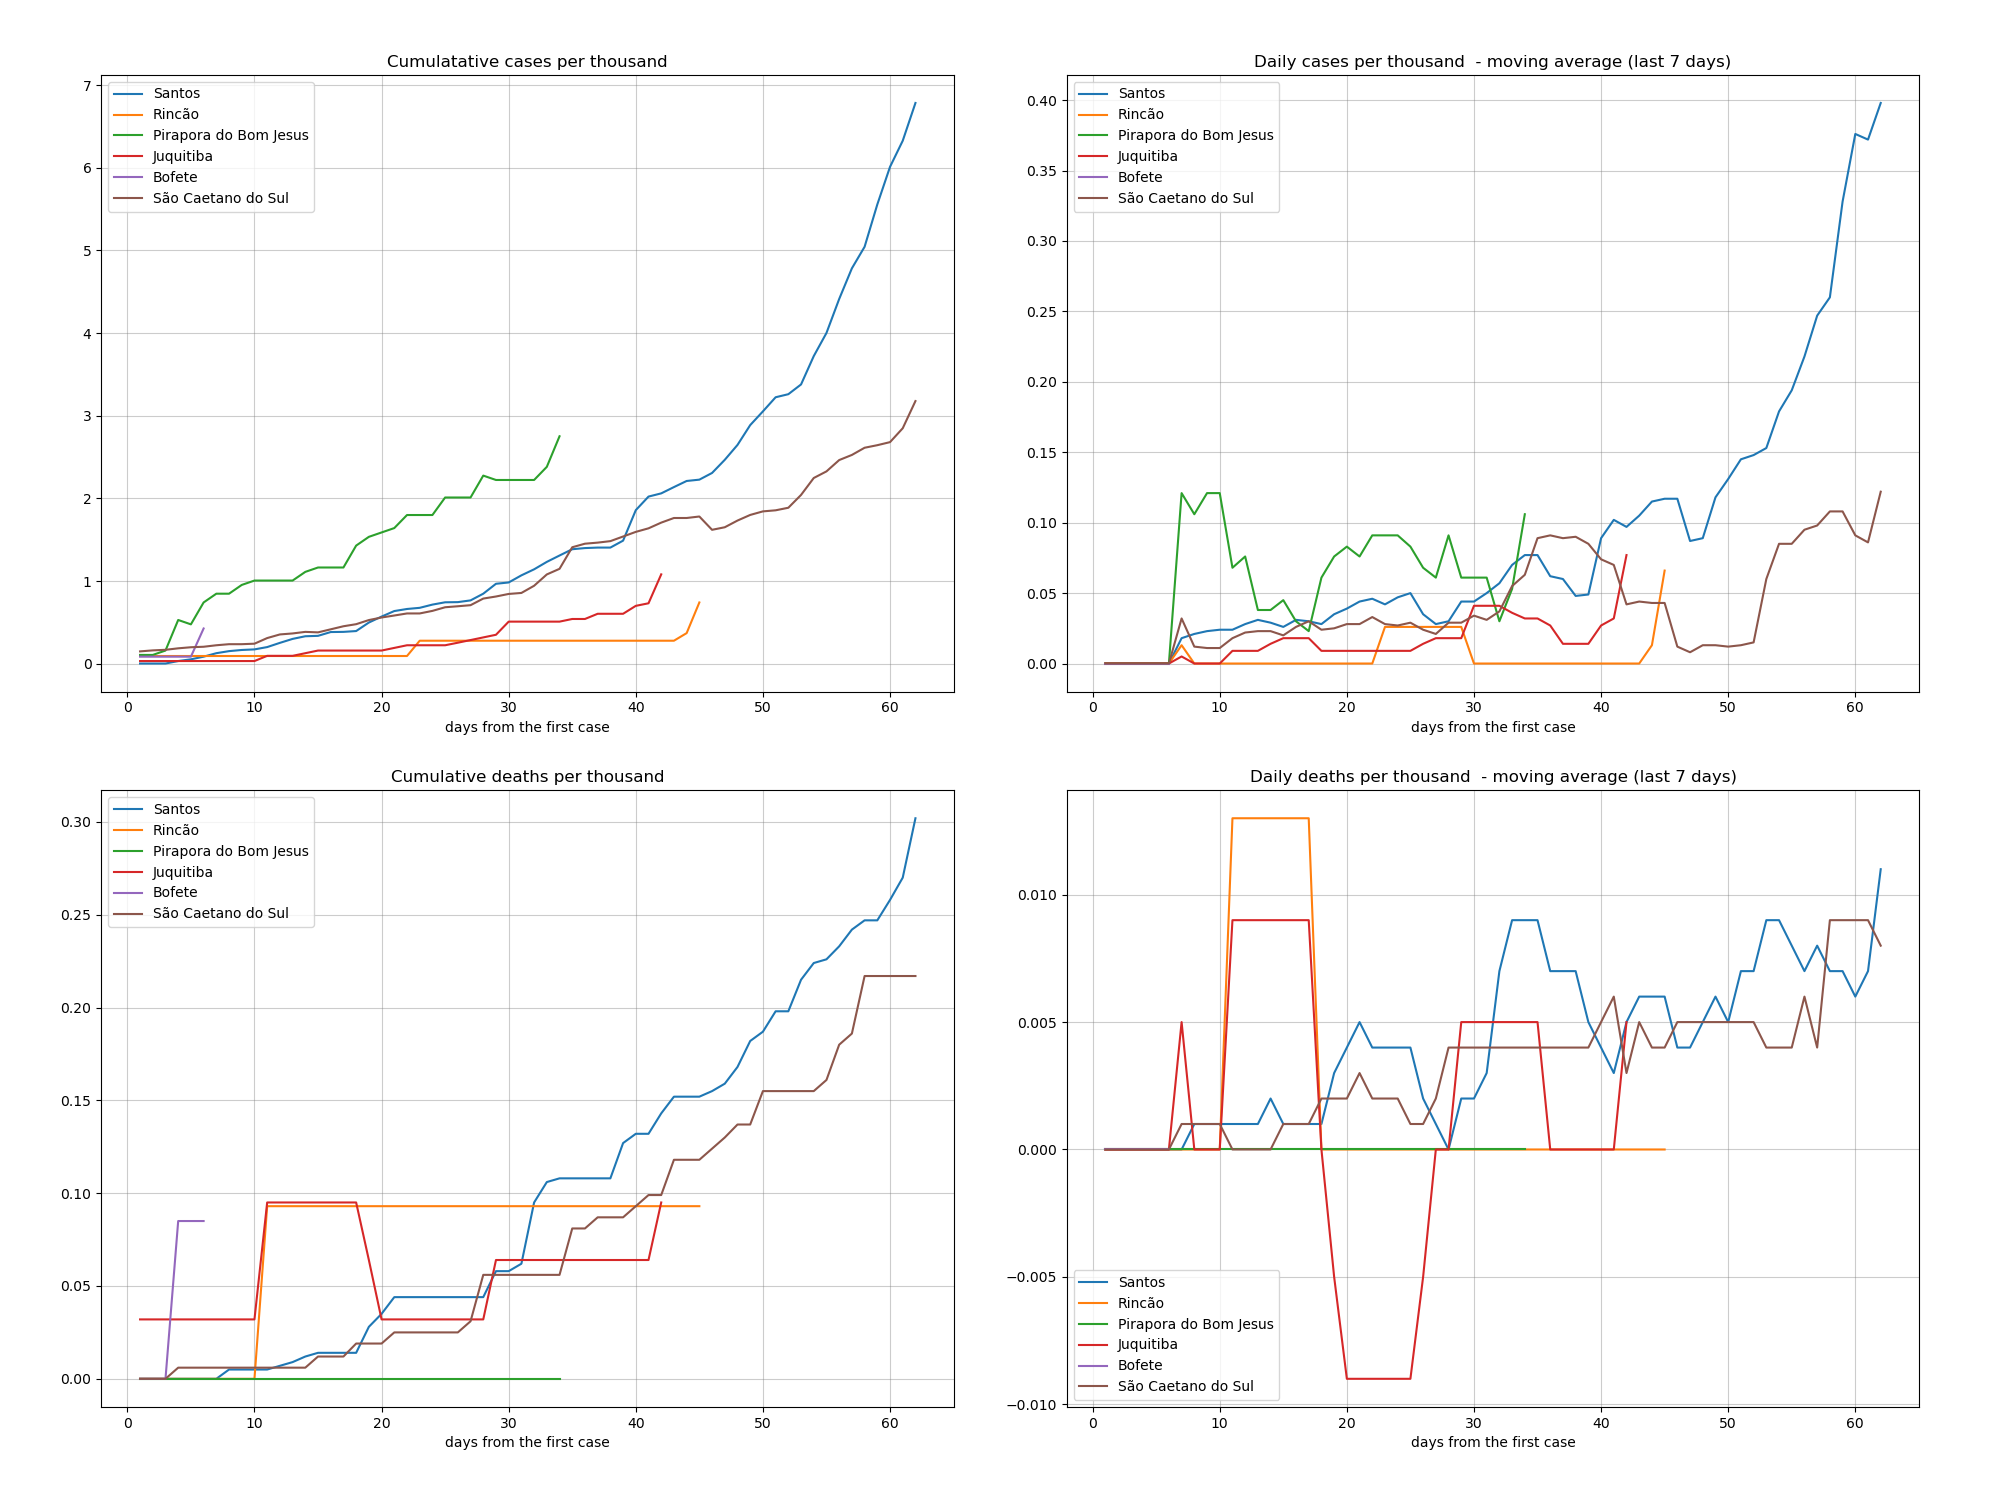 Cumulatative cases per thousand
7
6
5
4
3
2
1
0
Santos
Rincão
Pirapora do Bom Jesus
Juquitiba
Bofete
São Caetano do Sul
0 10 20 30 40 50 60
days from the first case
Daily cases per thousand - moving average (last 7 days)
0.40
0.35
0.30
0.25
0.20
0.15
0.10
0.05
0.00
Santos
Rincão
Pirapora do Bom Jesus
Juquitiba
Bofete
São Caetano do Sul
0 10 20 30 40 50 60
days from the first case
Cumulative deaths per thousand
0.30
0.25
0.20
0.15
0.10
0.05
0.00
Santos
Rincão
Pirapora do Bom Jesus
Juquitiba
Bofete
São Caetano do Sul
0 10 20 30 40 50 60
days from the first case
Daily deaths per thousand - moving average (last 7 days)
0.010
0.005
0.000
−0.005
−0.010
Santos
Rincão
Pirapora do Bom Jesus
Juquitiba
Bofete
São Caetano do Sul
0 10 20 30 40 50 60
days from the first case